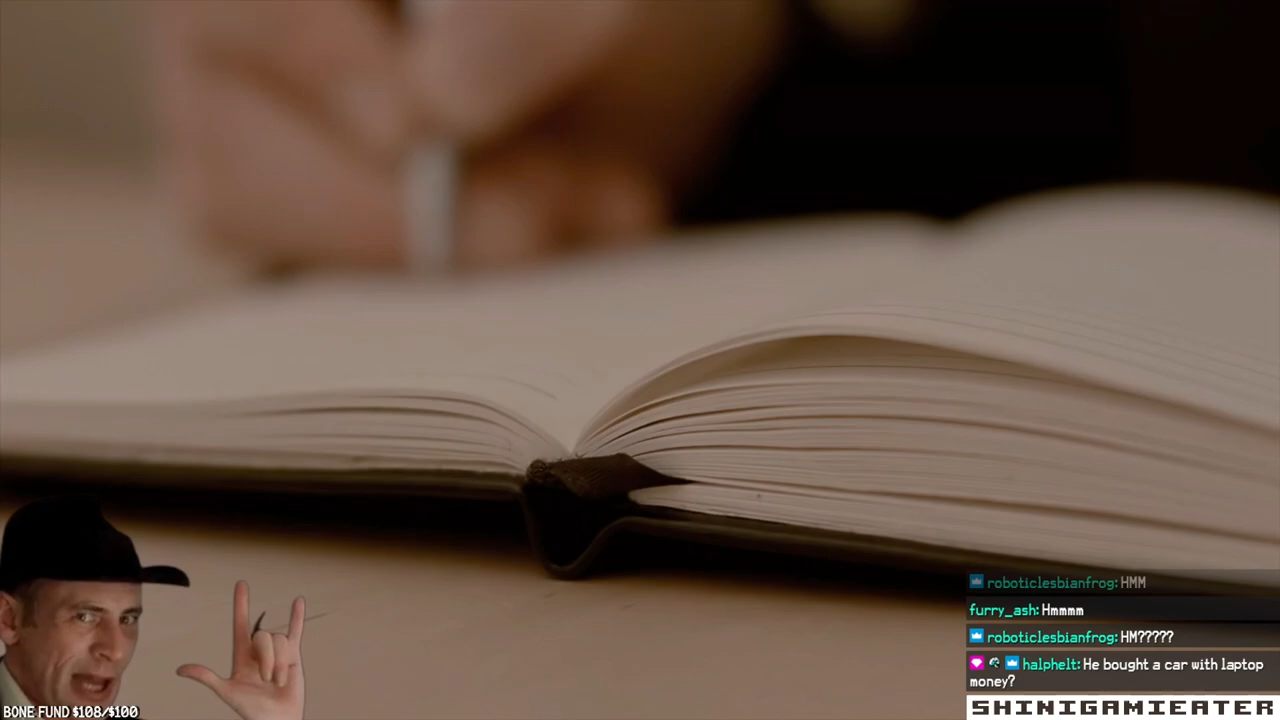 roboticlesbianfrog: HMM
furry_ash: Hmmmm
roboticlesbianfrog: HM?????
halphelt: He bought a car with laptop
money?
BONE FUND $108/$100
SHINIGAMIEATER